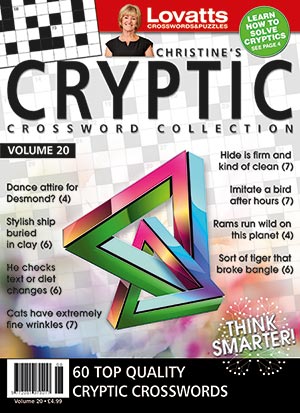 Lovatts
CROSSWORDS&PUZZLES
LEARN
HOW TO
SOLVE
CRYPTICS
SEE PAGE 4
CHRISTINE'S
CRYPTIC
CROSSWORD COLLECTION
VOLUME 20
Dance attire for
Desmond? (4)
Stylish ship
buried
in clay (6)
He checks
text or diet
changes (6)
Cats have extremely
fine wrinkles (7)
Hide is firm and
kind of clean (7)
Imitate a bird
after hours (7)
Rams run wild on
this planet (4)
Sort of tiger that
broke bangle (6)
THINK
SMARTER!
60 TOP QUALITY
CRYPTIC CROSSWORDS
Volume 20 • £4.99